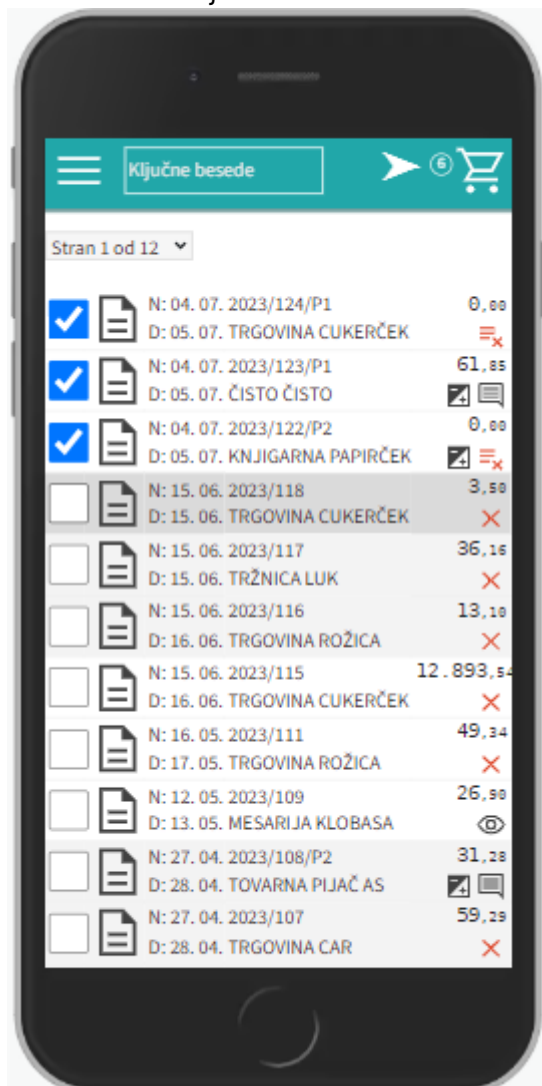 Ključne besede
6
Stran 1 od 12
N: 04. 07. 2023/124/P1 0,00
D: 05. 07. TRGOVINA CUKERČEK
N: 04. 07. 2023/123/P1 61,85
D: 05. 07. ČISTO ČISTO
N: 04. 07. 2023/122/P2 0,00
D: 05. 07. KNJIGARNA PAPIRČEK
N: 15. 06. 2023/118 3,50
D: 15. 06. TRGOVINA CUKERČEK
N: 15. 06. 2023/117 36,16
D: 15. 06. TRŽNICA LUK
N: 15. 06. 2023/116 13,10
D: 16. 06. TRGOVINA ROŽICA
N: 15. 06. 2023/115 12.893,54
D: 16. 06. TRGOVINA CUKERČEK
N: 16. 05. 2023/111 49,34
D: 17. 05. TRGOVINA ROŽICA
N: 12. 05. 2023/109 26,90
D: 13. 05. MESARIJA KLOBASA
N: 27. 04. 2023/108/P2 31,28
D: 28. 04. TOVARNA PIJAČ AS
N: 27. 04. 2023/107 59,29
D: 28. 04. TRGOVINA CAR